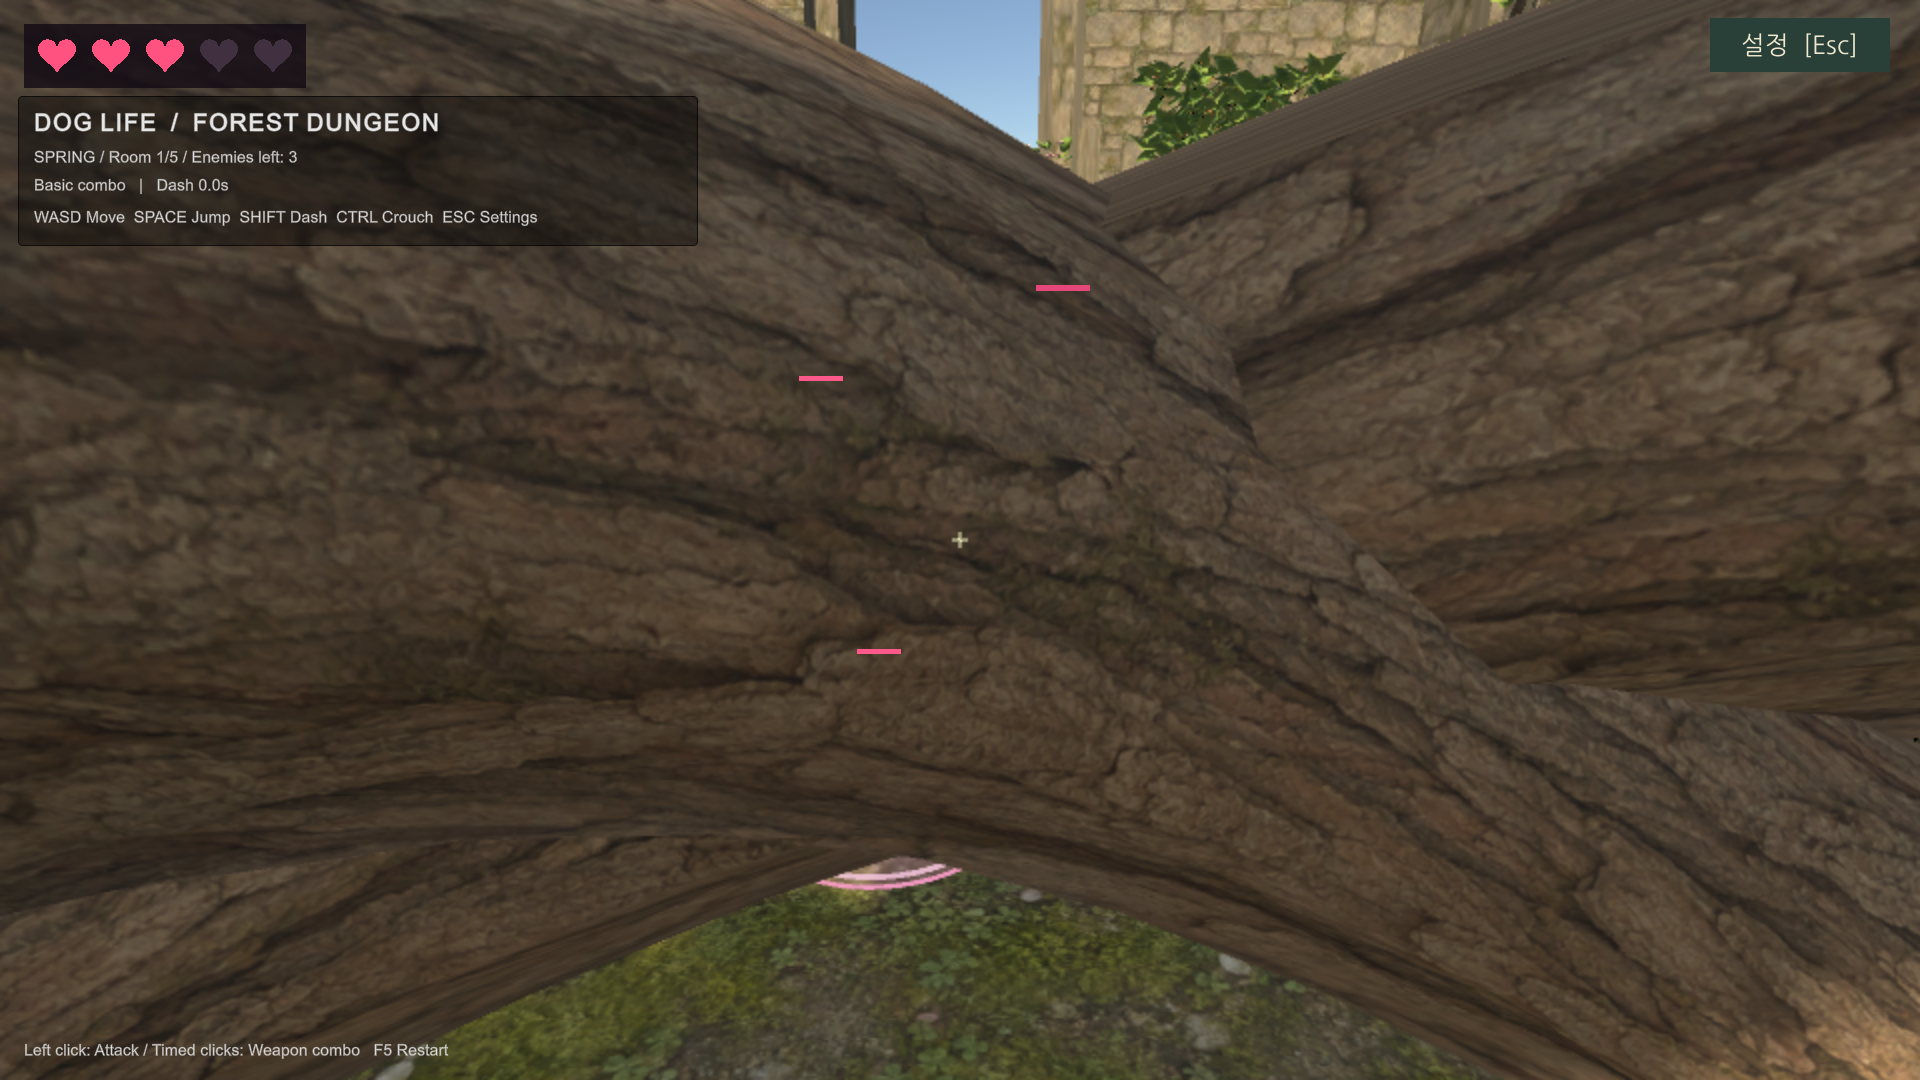 설정 [Esc]
DOG LIFE / FOREST DUNGEON
SPRING / Room 1/5 / Enemies left: 3
Basic combo | Dash 0.0s
WASD Move SPACE Jump SHIFT Dash CTRL Crouch ESC Settings
Left click: Attack / Timed clicks: Weapon combo F5 Restart